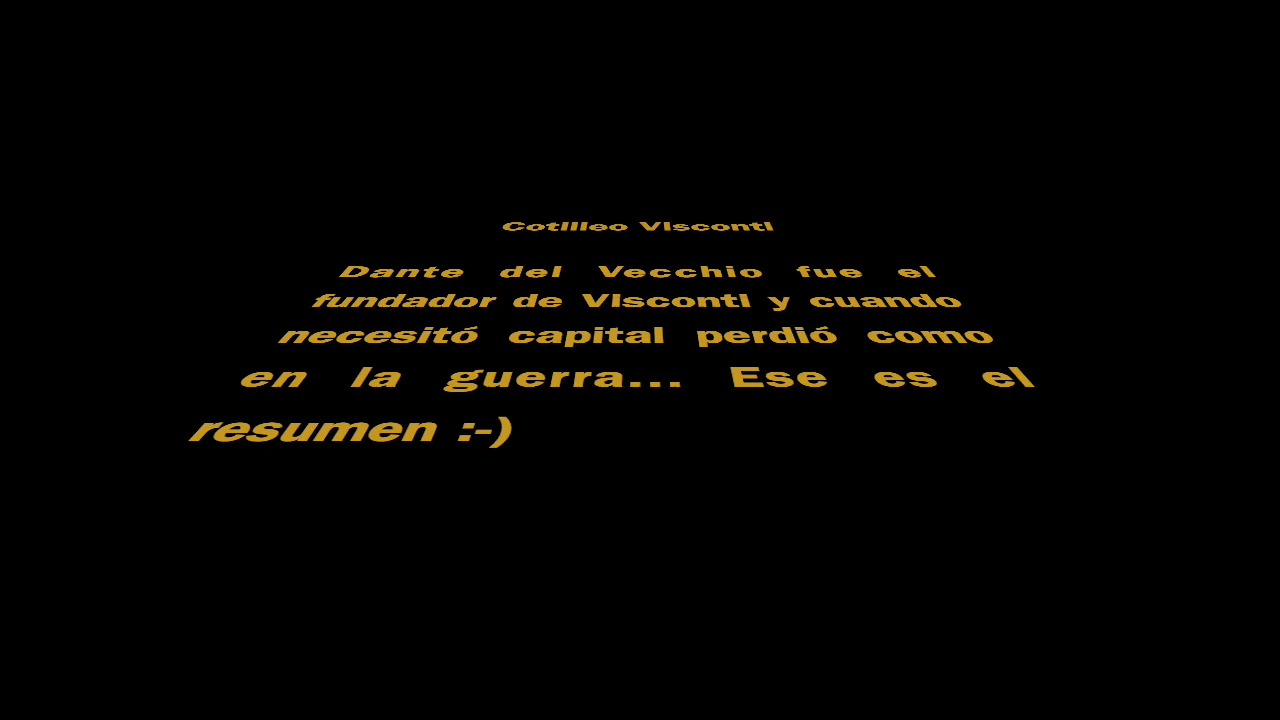 Cotilleo Visconti
Dante del Vecchio fue el
fundador de Visconti y cuando
necesitó capital perdió como
en la guerra... Ese es el
resumen :-)